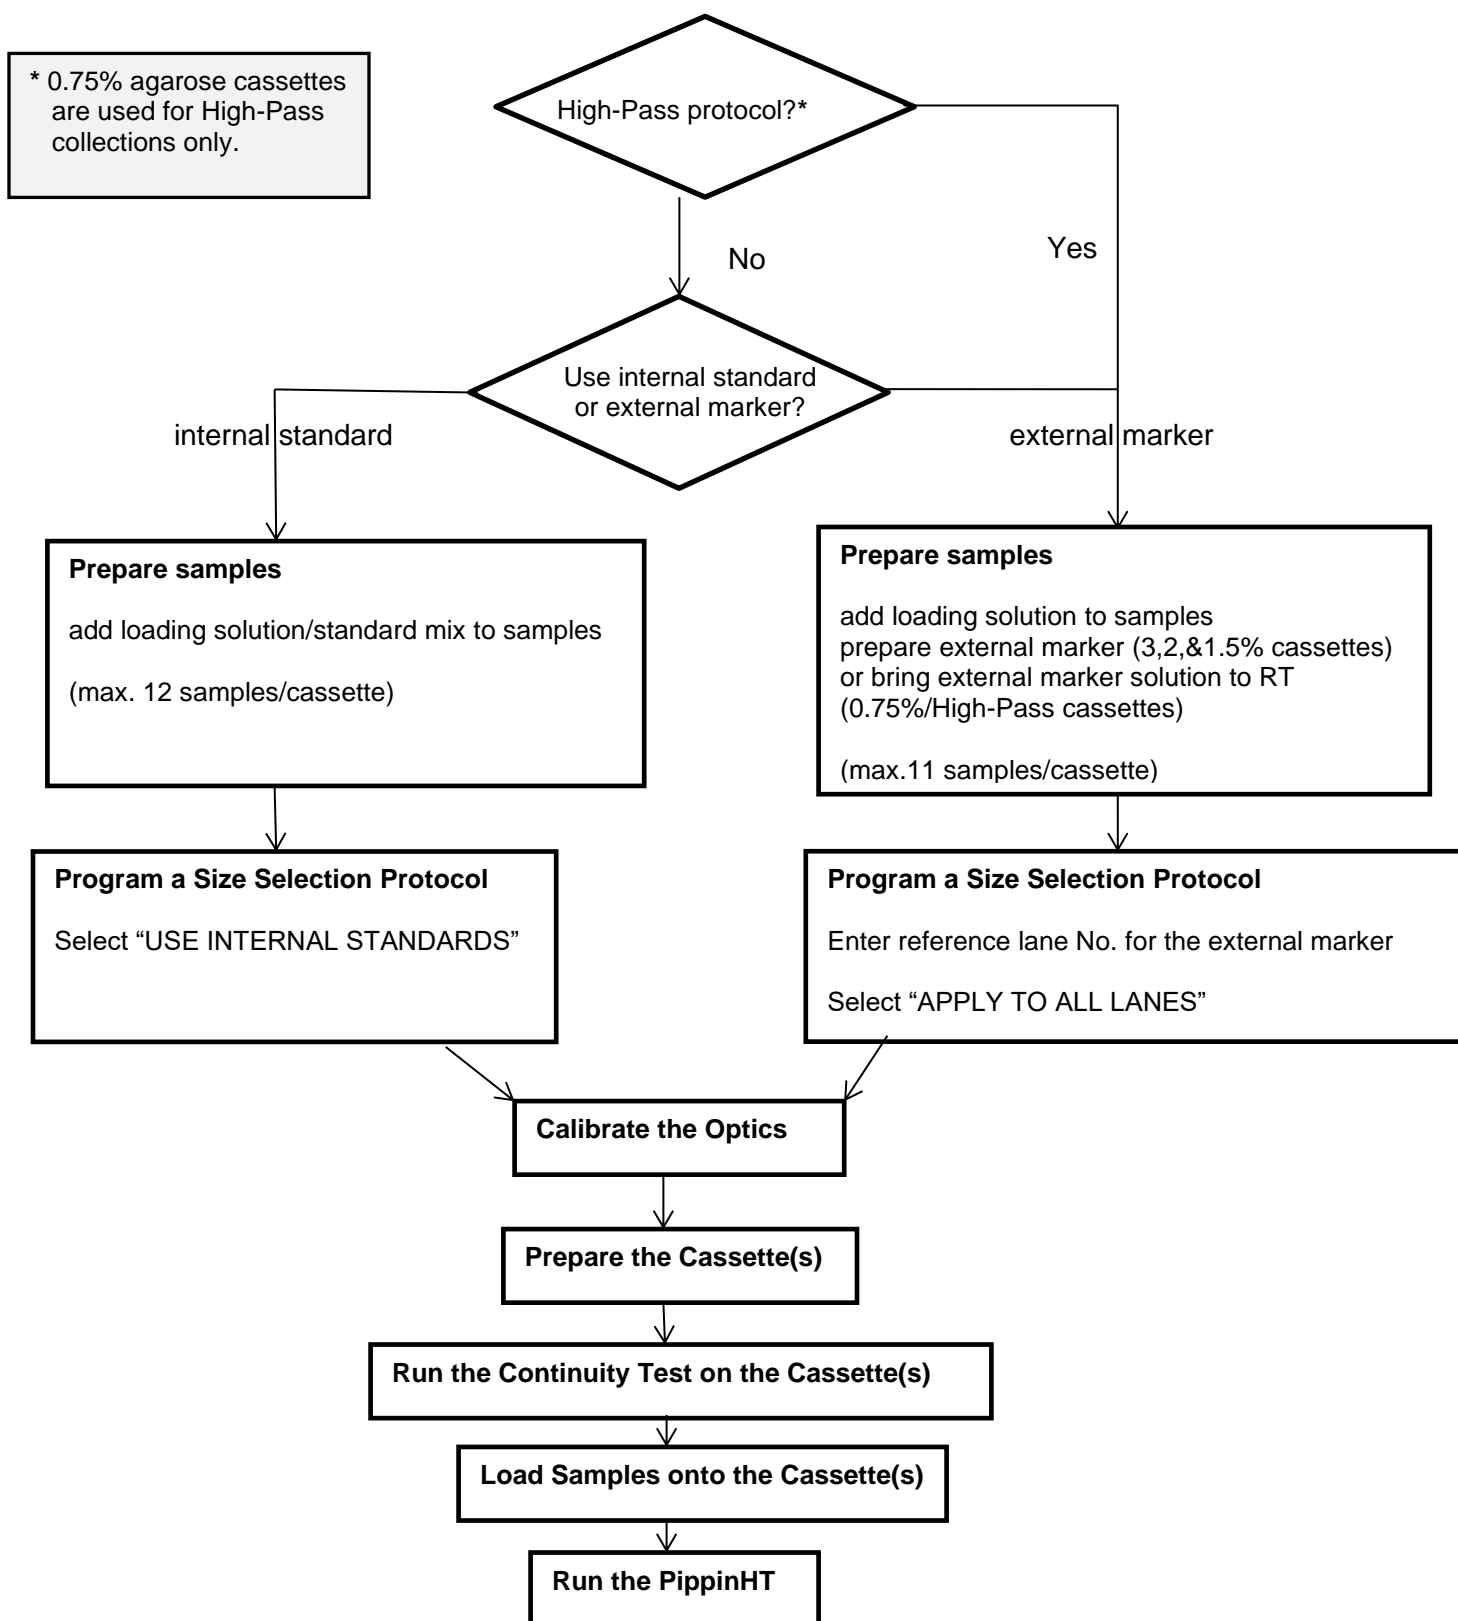 * 0.75% agarose cassettes
are used for High-Pass
collections only.
High-Pass protocol?*
No
Yes
Use internal standard
or external marker?
internal standard
external marker
Prepare samples
add loading solution/standard mix to samples
(max. 12 samples/cassette)
Prepare samples
add loading solution to samples
prepare external marker (3,2,&1.5% cassettes)
or bring external marker solution to RT
(0.75%/High-Pass cassettes)
(max.11 samples/cassette)
Program a Size Selection Protocol
Select “USE INTERNAL STANDARDS”
Program a Size Selection Protocol
Enter reference lane No. for the external marker
Select “APPLY TO ALL LANES”
Calibrate the Optics
Prepare the Cassette(s)
Run the Continuity Test on the Cassette(s)
Load Samples onto the Cassette(s)
Run the PippinHT